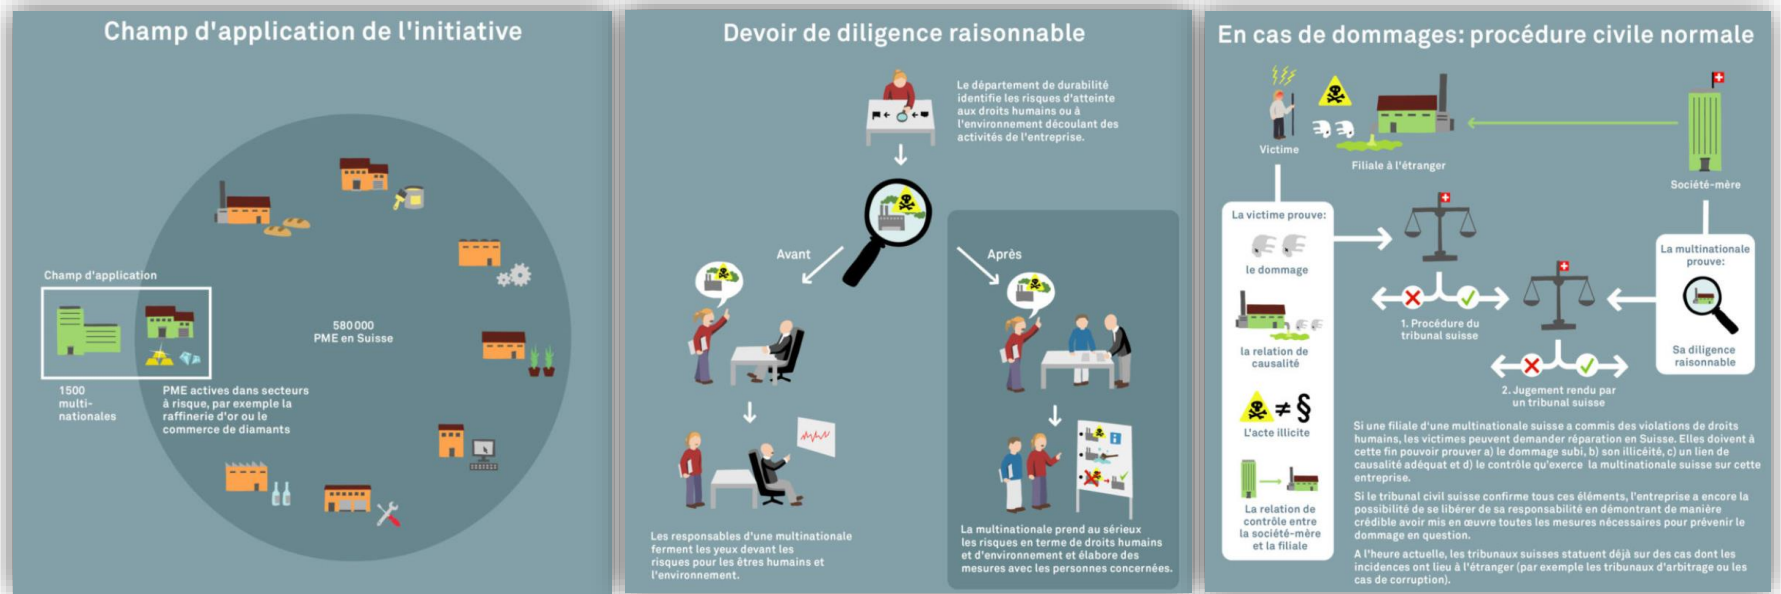 Champ d'application de l'initiative
Champ d'application
580 000
PME en Suisse
1500
multi-
nationales
PME actives dans secteurs
à risque, par exemple la
raffinerie d'or ou le
commerce de diamants
Devoir de diligence raisonnable
Le département de durabilité
identifie les risques d'atteinte
aux droits humains ou à
l'environnement découlant des
activités de l'entreprise.
Avant
Après
Les responsables d'une multinationale
ferment les yeux devant les
risques pour les êtres humains et
l'environnement.
La multinationale prend au sérieux
les risques en terme de droits humains
et d'environnement et élabore des
mesures avec les personnes concernées.
En cas de dommages: procédure civile normale
Victime
Filiale à l'étranger
Société-mère
La victime prouve:
le dommage
la relation de
causalité
≠ §
L'acte illicite
La relation de
contrôle entre
la société-mère
et la filiale
1. Procédure du
tribunal suisse
2. Jugement rendu par
un tribunal suisse
La multinationale
prouve:
Sa diligence
raisonnable
Si une filiale d'une multinationale suisse a commis des violations de droits
humains, les victimes peuvent demander réparation en Suisse. Elles doivent à
cette fin pouvoir prouver a) le dommage subi, b) son illicéité, c) un lien de
causalité adéquat et d) le contrôle qu'exerce la multinationale suisse sur cette
entreprise.
Si le tribunal civil suisse confirme tous ces éléments, l'entreprise a encore la
possibilité de se libérer de sa responsabilité en démontrant de manière
crédible avoir mis en œuvre toutes les mesures nécessaires pour prévenir le
dommage en question.
A l'heure actuelle, les tribunaux suisses statuent déjà sur des cas dont les
incidences ont lieu à l'étranger (par exemple les tribunaux d'arbitrage ou les
cas de corruption).